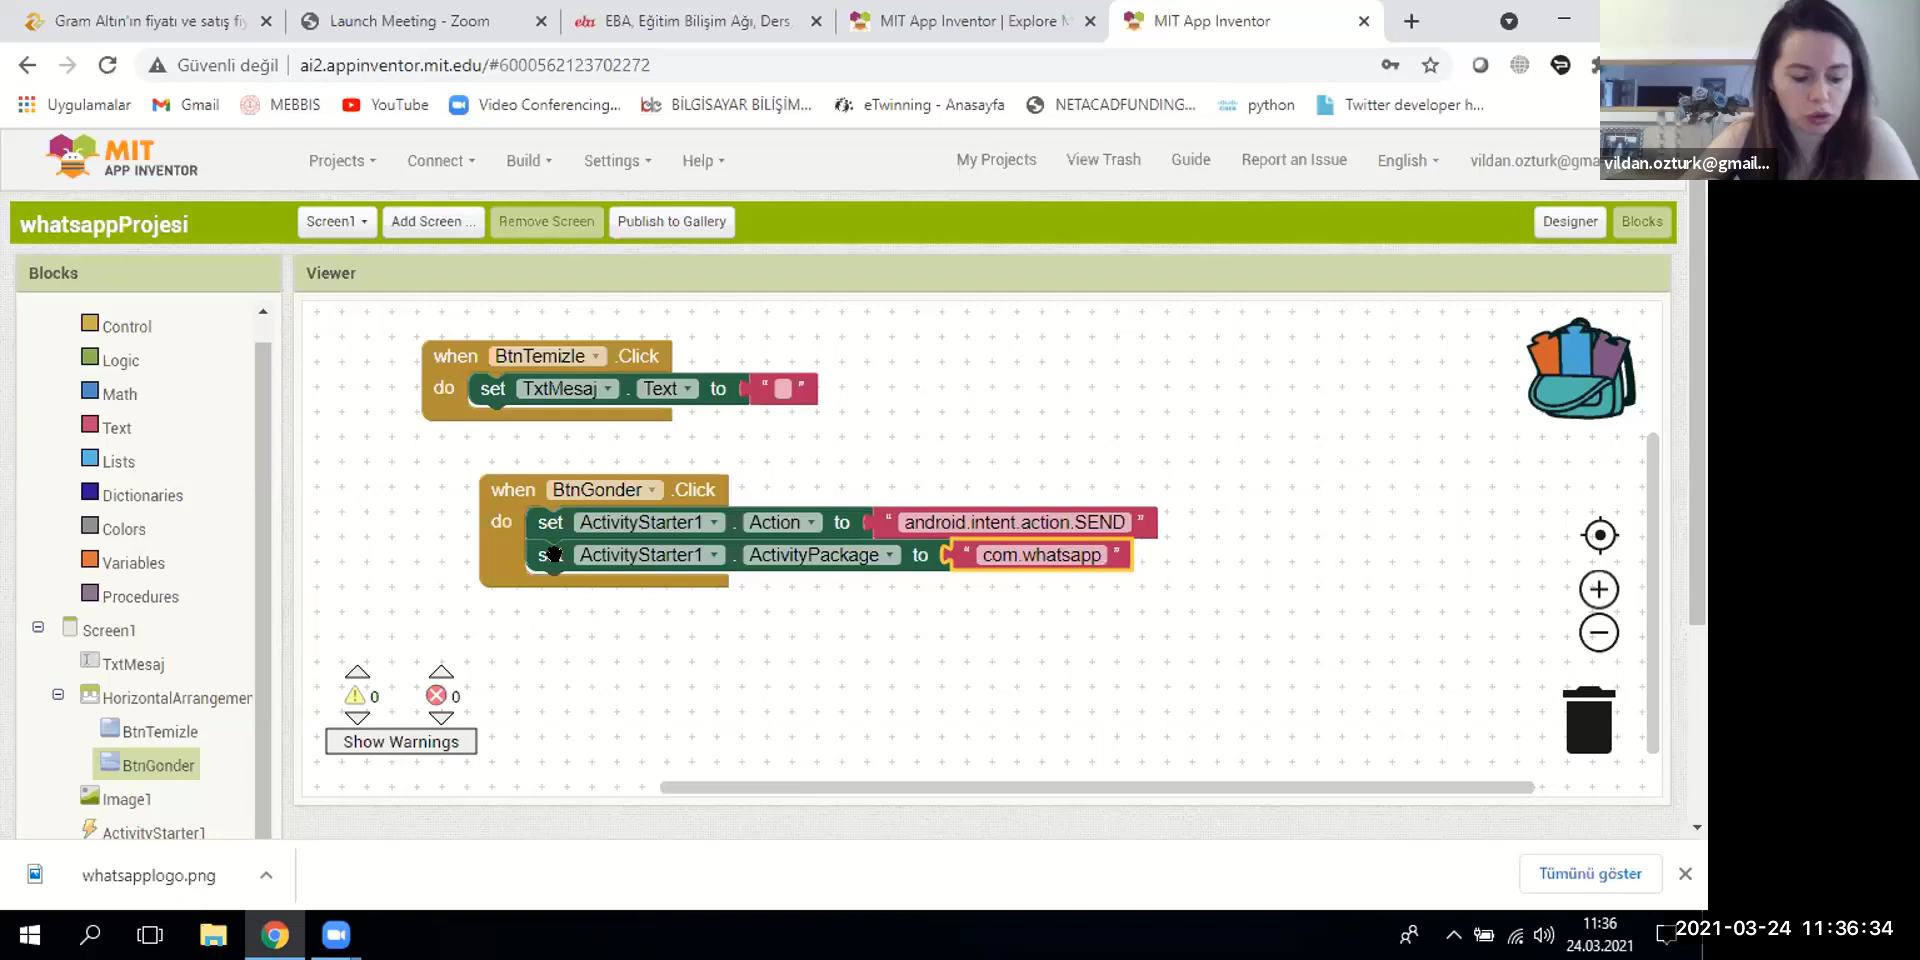 Gram Altın'ın fiyatı ve satış fiy
Launch Meeting - Zoom
eba EBA, Eğitim Bilişim Ağı, Ders
MIT App Inventor | Explore M
MIT App Inventor
Güvenli değil
ai2.appinventor.mit.edu/#6000562123702272
Uygulamalar
Gmail
MEBBIS
YouTube
Video Conferencing...
BİLGİSAYAR BİLİŞİM...
eTwinning - Anasayfa
NETACADFUNDING...
python
Twitter developer h...
vildan.ozturk@gmail...
MIT
APP INVENTOR
Projects
Connect
Build
Settings
Help
My Projects
View Trash
Guide
Report an Issue
English
vildan.ozturk@gma
whatsappProjesi
Screen1
Add Screen ...
Remove Screen
Publish to Gallery
Designer
Blocks
Blocks
Viewer
Control
Logic
Math
Text
Lists
Dictionaries
Colors
Variables
Procedures
Screen1
TxtMesaj
HorizontalArrangemen
BtnTemizle
BtnGonder
Image1
ActivityStarter1
when BtnTemizle .Click
do set TxtMesaj . Text to “ ”
when BtnGonder .Click
do set ActivityStarter1 . Action to “ android.intent.action.SEND ”
ActivityStarter1 . ActivityPackage to “ com.whatsapp ”
0
0
Show Warnings
whatsapplogo.png
Tümünü göster
11:36
24.03.2021
2021-03-24 11:36:34